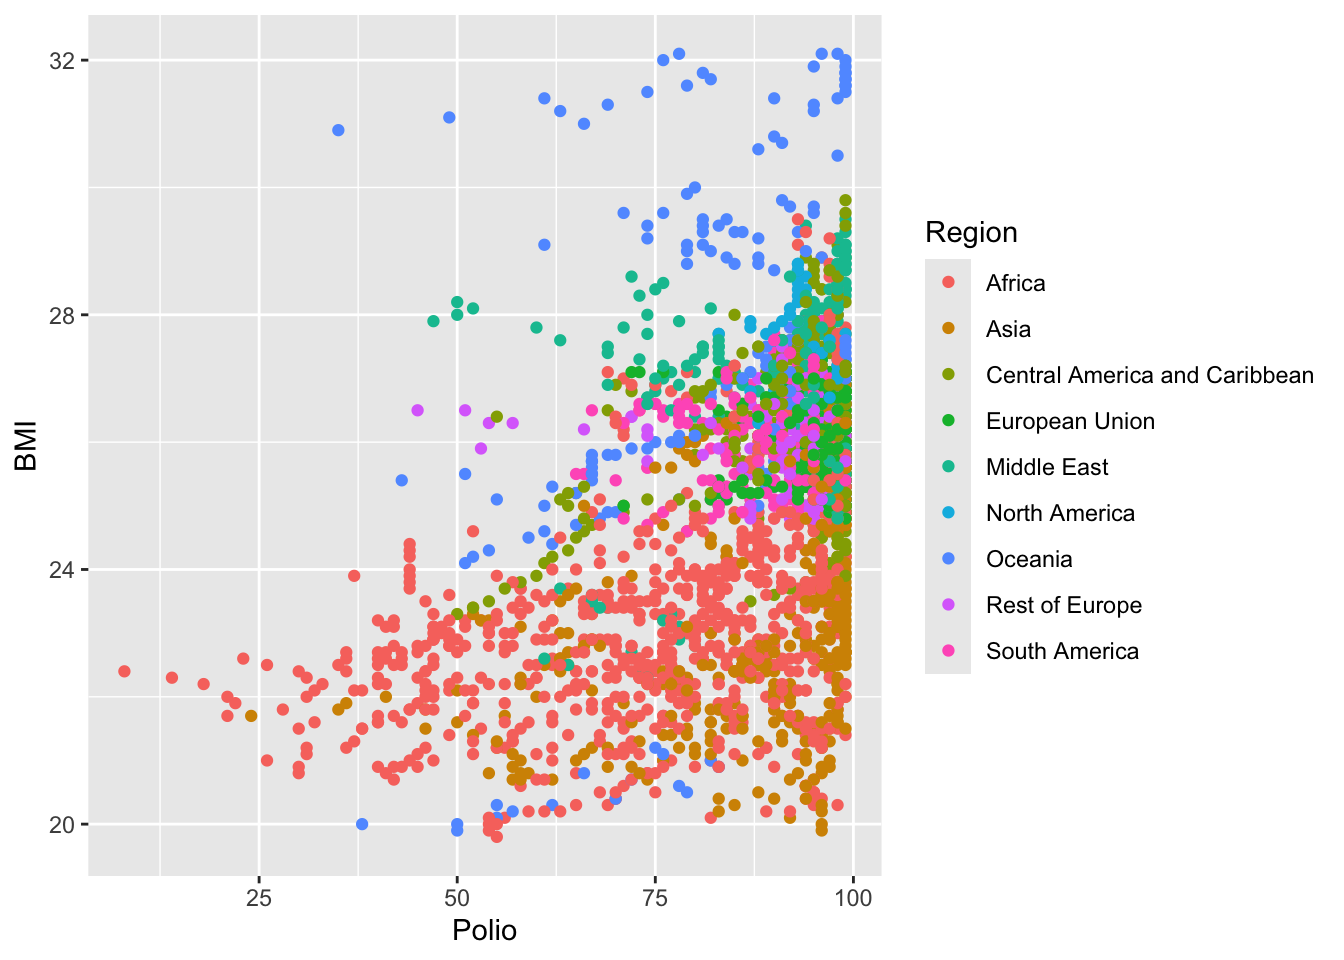 32
28
24
20
BMI
25 50 75 100
Polio
Region
Africa
Asia
Central America and Caribbean
European Union
Middle East
North America
Oceania
Rest of Europe
South America